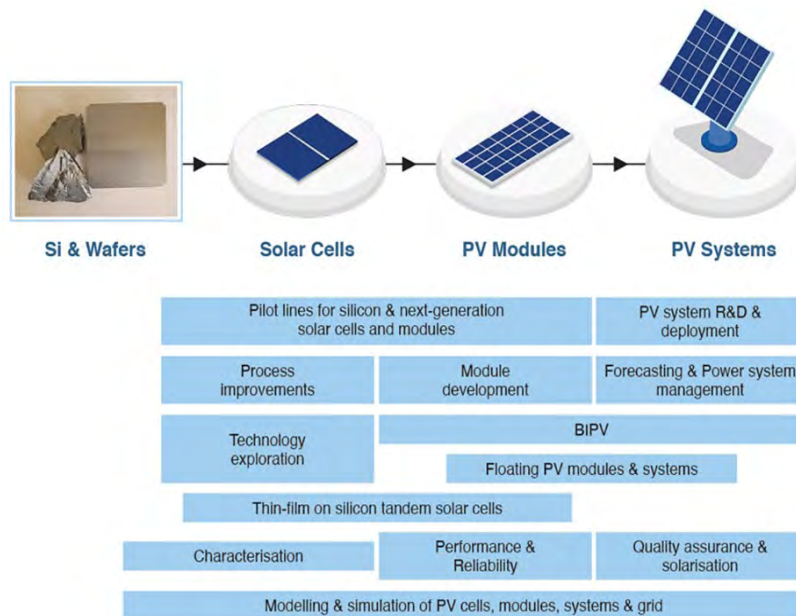 Si & Wafers
Solar Cells
PV Modules
PV Systems
Pilot lines for silicon & next-generation
solar cells and modules
PV system R&D &
deployment
Process
improvements
Module
development
Forecasting & Power system
management
Technology
exploration
BIPV
Floating PV modules & systems
Thin-film on silicon tandem solar cells
Characterisation
Performance &
Reliability
Quality assurance &
solarisation
Modelling & simulation of PV cells, modules, systems & grid